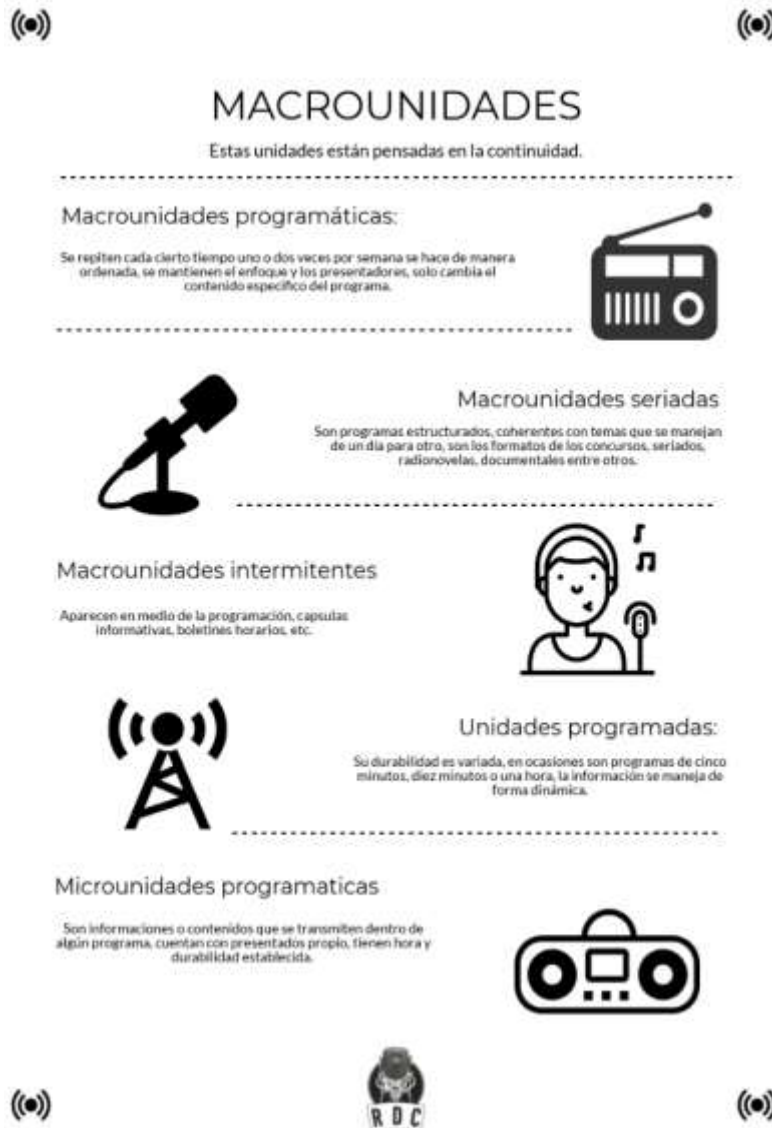 MACROUNIDADES
Estas unidades están pensadas en la continuidad.
Macrounidades programáticas:
Se repiten cada cierto tiempo uno o dos veces por semana se hace de manera
ordenada, se mantienen el enfoque y los presentadores, solo cambia el
contenido específico del programa.
Macrounidades seriadas
Son programas estructurados, coherentes con temas que se manejan
de un día para otro, son los formatos de los concursos, seriados,
radionovelas, documentales entre otros.
Macrounidades intermitentes
Aparecen en medio de la programación, capsulas
informativas, boletines horarios, etc.
Unidades programadas:
Su durabilidad es variada, en ocasiones son programas de cinco
minutos, diez minutos o una hora, la información se maneja de
forma dinámica.
Microunidades programaticas
Son informaciones o contenidos que se transmiten dentro de
algún programa, cuentan con presentados propio, tienen hora y
durabilidad establecida.
RDC